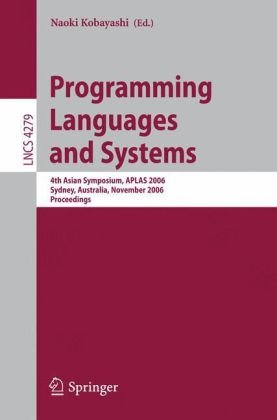 Naoki Kobayashi (Ed.)
LNCS 4279
Programming
Languages
and Systems
4th Asian Symposium, APLAS 2006
Sydney, Australia, November 2006
Proceedings
Springer